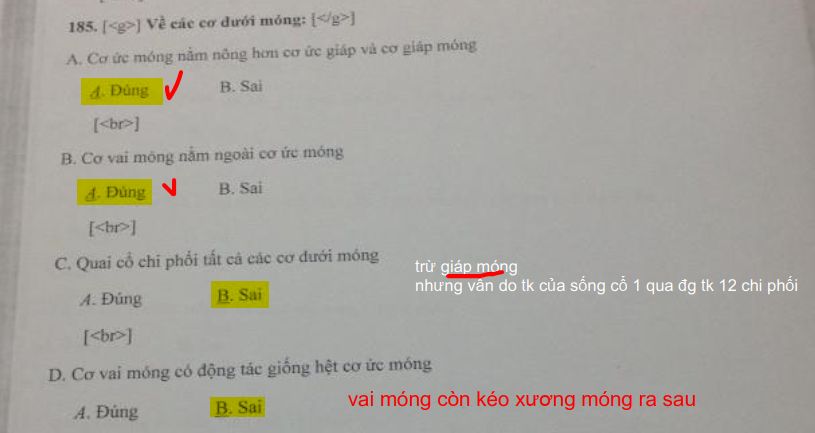 185. [<g>] Về các cơ dưới móng: [</g>]
A. Cơ ức móng nằm nông hơn cơ ức giáp và cơ giáp móng
A. Đúng B. Sai
[<br>]
B. Cơ vai móng nằm ngoài cơ ức móng
A. Đúng B. Sai
[<br>]
C. Quai cổ chi phối tất cả các cơ dưới móng
trừ giáp móng
nhưng vẫn do tk của sống cổ 1 qua đg tk 12 chi phối
A. Đúng B. Sai
[<br>]
D. Cơ vai móng có động tác giống hệt cơ ức móng
A. Đúng B. Sai
vai móng còn kéo xương móng ra sau